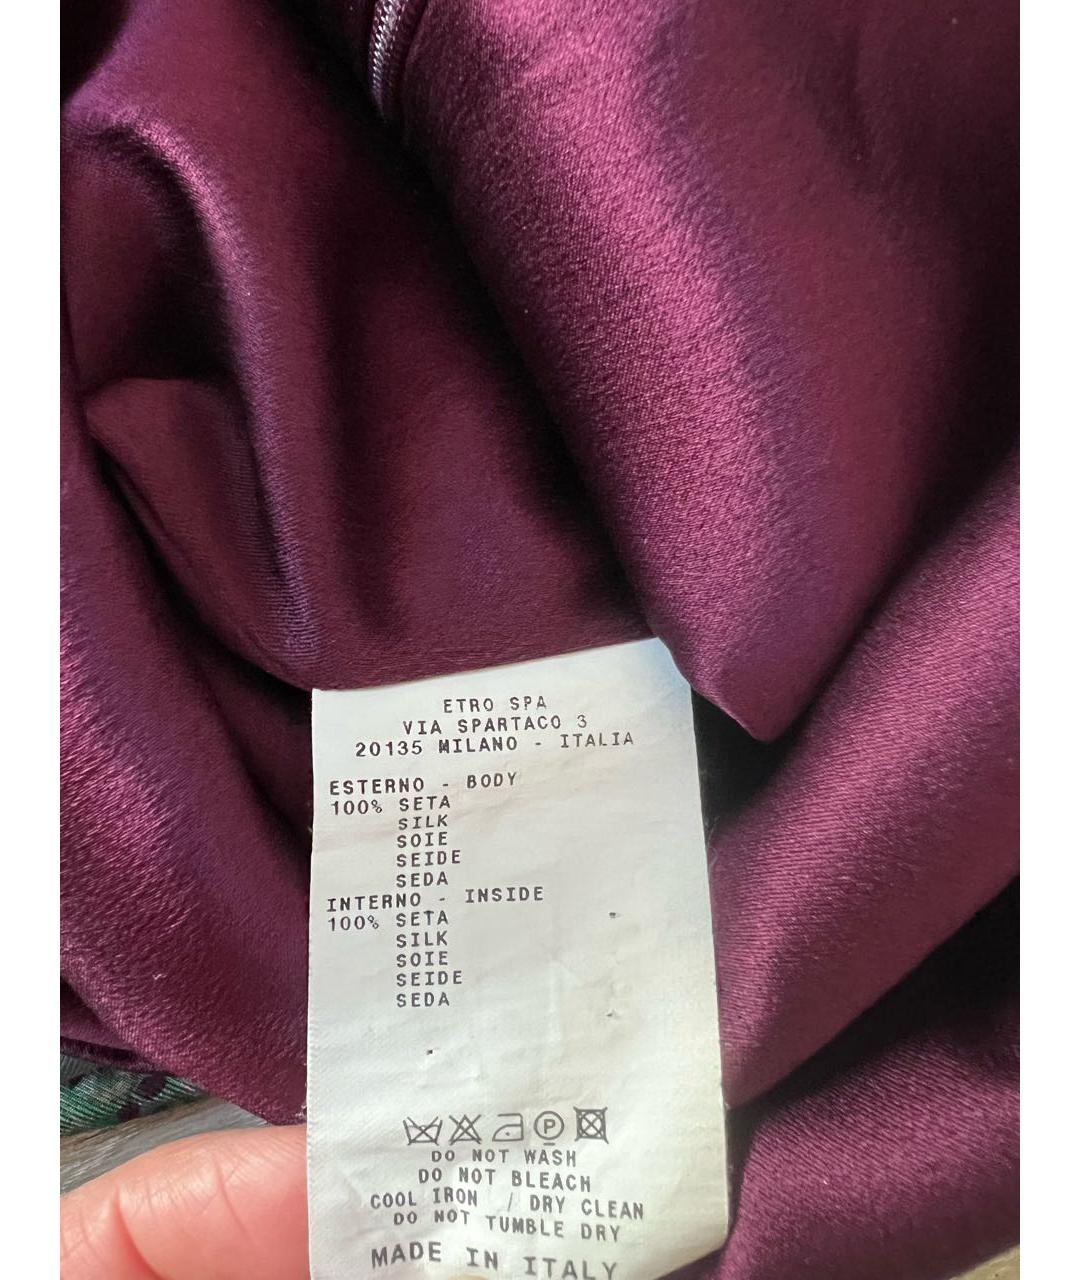 ETRO SPA
VIA SPARTACO 3
20135 MILANO - ITALIA
ESTERNO - BODY
100% SETA
SILK
SOIE
SEIDE
SEDA
INTERNO - INSIDE
100% SETA
SILK
SOIE
SEIDE
SEDA
P
DO NOT WASH
DO NOT BLEACH
COOL IRON / DRY CLEAN
DO NOT TUMBLE DRY
MADE IN ITALY